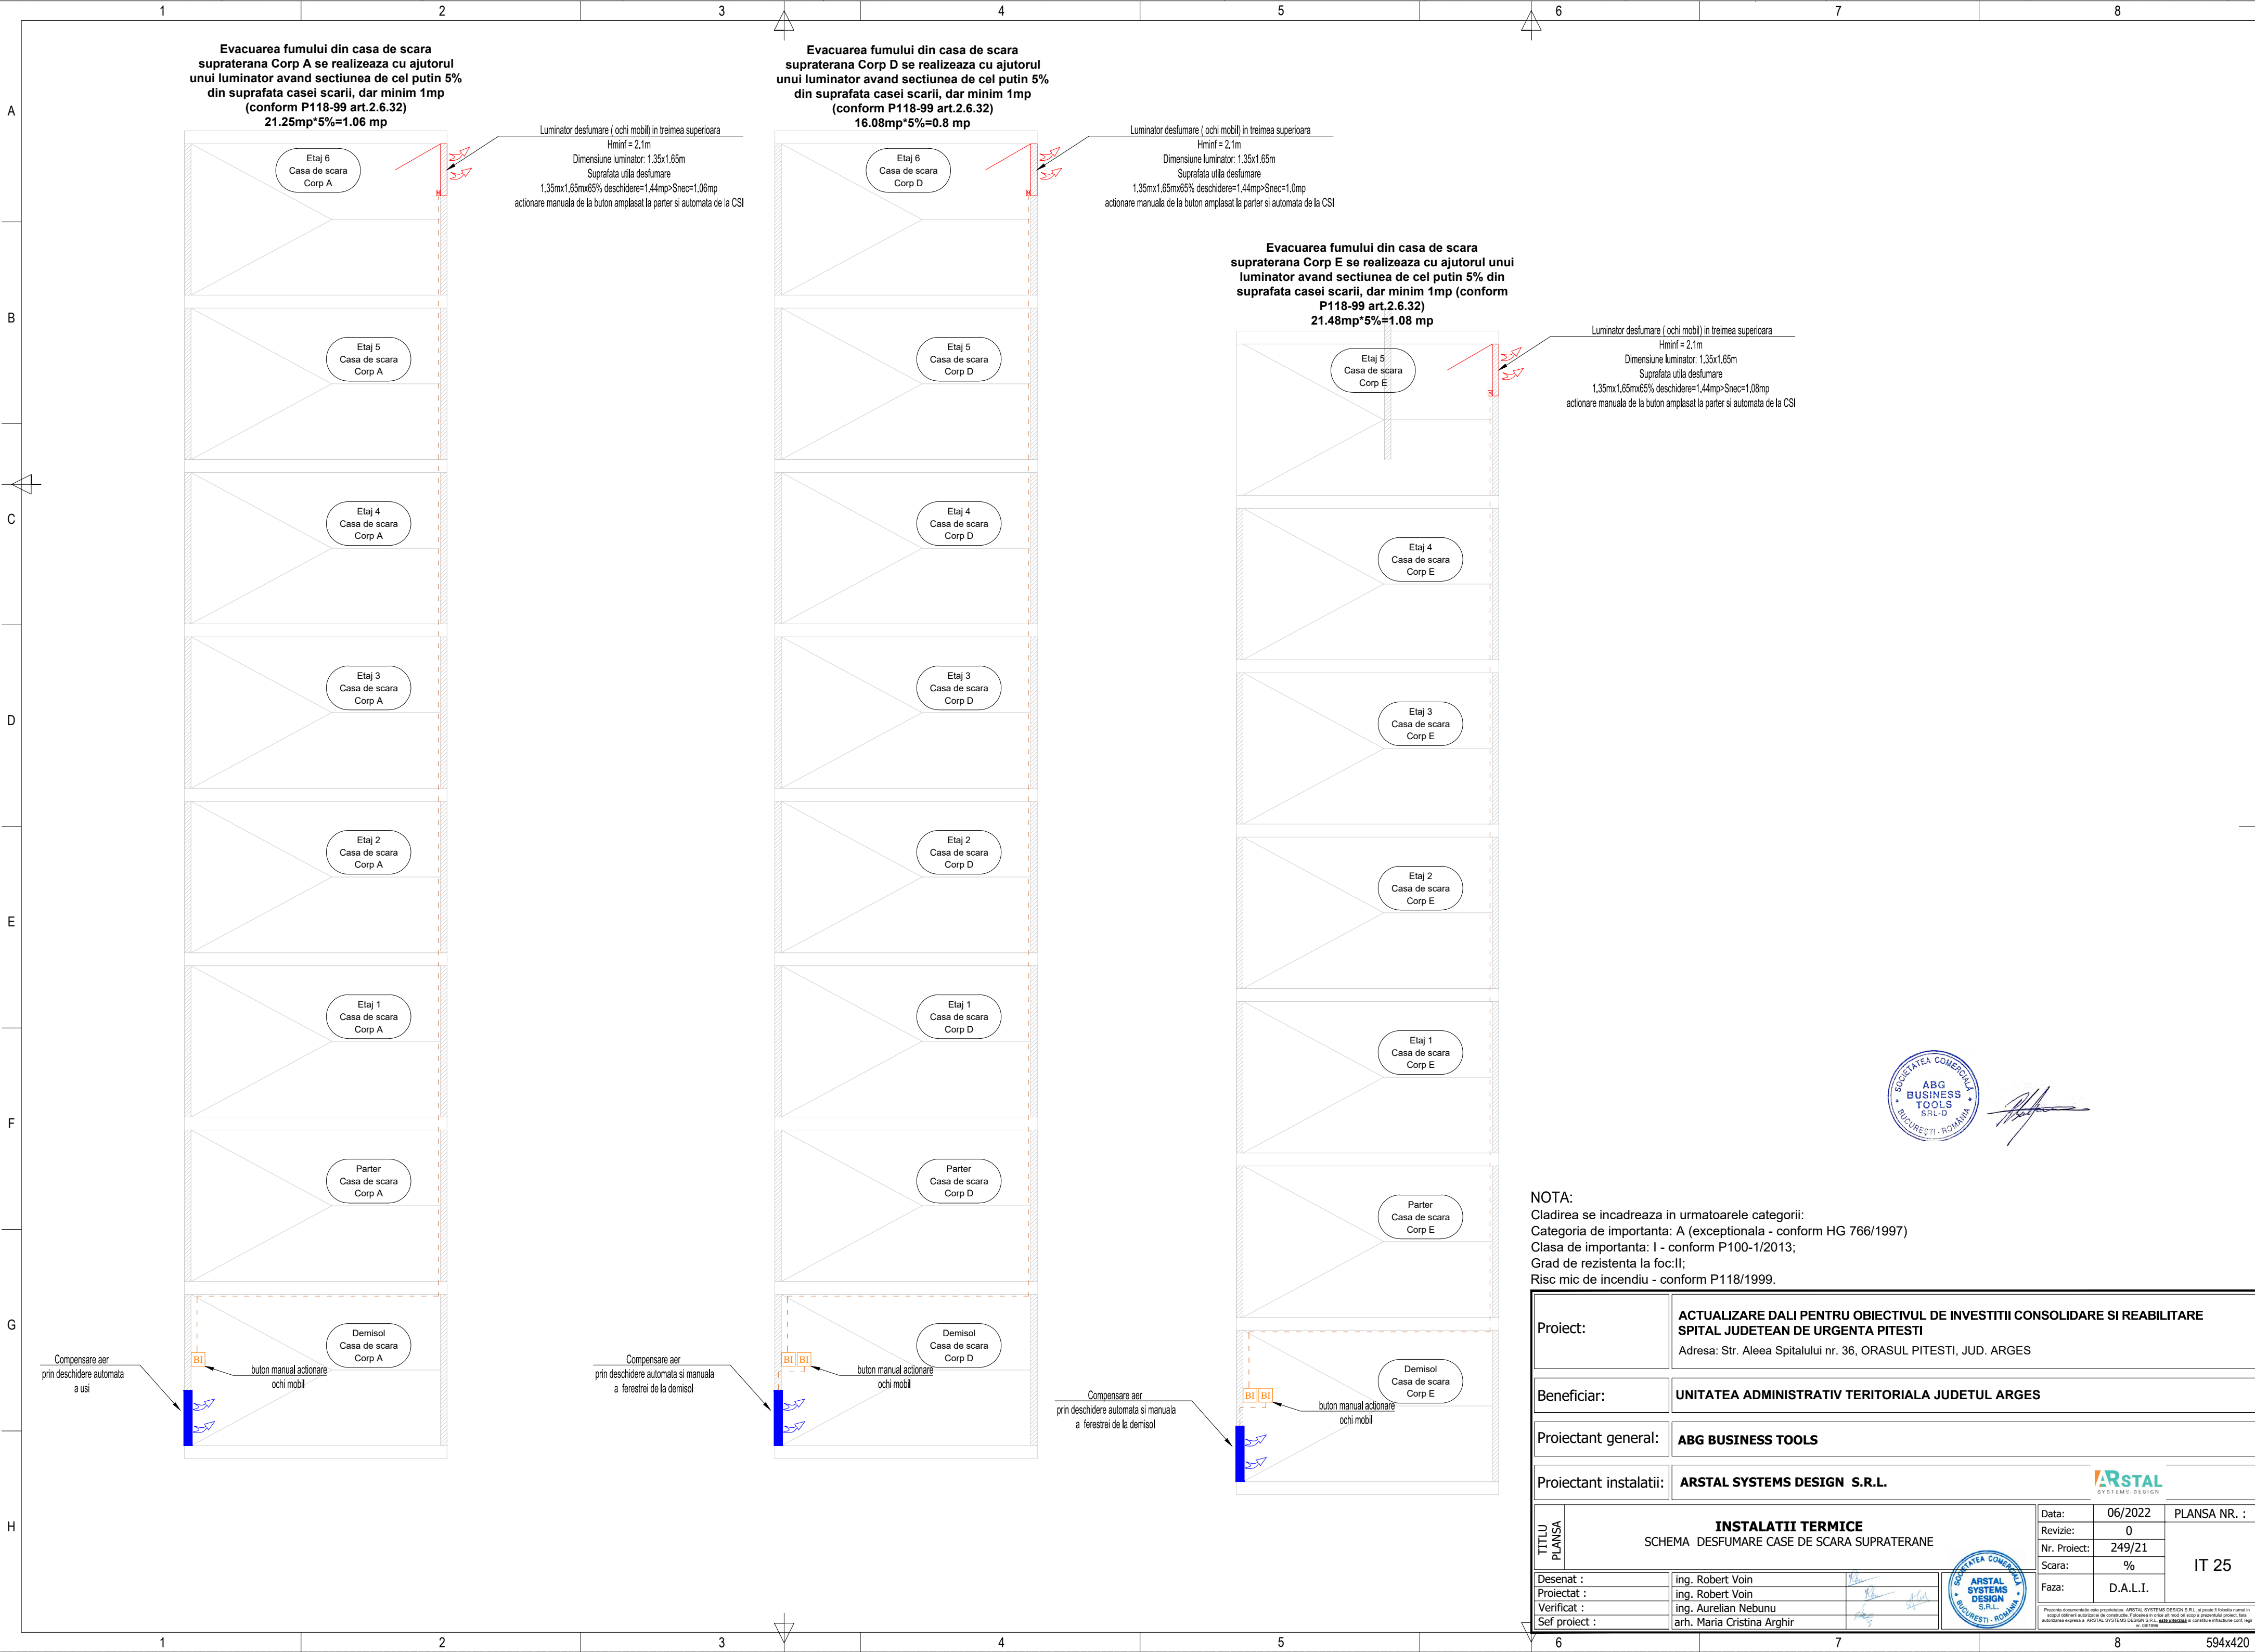 1 2 3 4 5 6 7 8
A
B
C
D
E
F
G
H
Evacuarea fumului din casa de scara
supraterana Corp A se realizeaza cu ajutorul
unui luminator avand sectiunea de cel putin 5%
din suprafata casei scarii, dar minim 1mp
(conform P118-99 art.2.6.32)
21.25mp*5%=1.06 mp
Luminator desfumare ( ochi mobil) in treimea superioara
Hminf = 2,1m
Dimensiune luminator: 1,35x1,65m
Suprafata utila desfumare
1,35mx1,65mx65% deschidere=1,44mp>Snec=1,06mp
actionare manuala de la buton amplasat la parter si automata de la CSI
Etaj 6
Casa de scara
Corp A
Etaj 5
Casa de scara
Corp A
Etaj 4
Casa de scara
Corp A
Etaj 3
Casa de scara
Corp A
Etaj 2
Casa de scara
Corp A
Etaj 1
Casa de scara
Corp A
Parter
Casa de scara
Corp A
Demisol
Casa de scara
Corp A
BI
buton manual actionare
ochi mobil
Compensare aer
prin deschidere automata
a usi
Evacuarea fumului din casa de scara
supraterana Corp D se realizeaza cu ajutorul
unui luminator avand sectiunea de cel putin 5%
din suprafata casei scarii, dar minim 1mp
(conform P118-99 art.2.6.32)
16.08mp*5%=0.8 mp
Luminator desfumare ( ochi mobil) in treimea superioara
Hminf = 2,1m
Dimensiune luminator: 1,35x1,65m
Suprafata utila desfumare
1,35mx1,65mx65% deschidere=1,44mp>Snec=1,0mp
actionare manuala de la buton amplasat la parter si automata de la CSI
Etaj 6
Casa de scara
Corp D
Etaj 5
Casa de scara
Corp D
Etaj 4
Casa de scara
Corp D
Etaj 3
Casa de scara
Corp D
Etaj 2
Casa de scara
Corp D
Etaj 1
Casa de scara
Corp D
Parter
Casa de scara
Corp D
Demisol
Casa de scara
Corp D
BI BI
buton manual actionare
ochi mobil
Compensare aer
prin deschidere automata si manuala
a ferestrei de la demisol
Evacuarea fumului din casa de scara
supraterana Corp E se realizeaza cu ajutorul unui
luminator avand sectiunea de cel putin 5% din
suprafata casei scarii, dar minim 1mp (conform
P118-99 art.2.6.32)
21.48mp*5%=1.08 mp
Luminator desfumare ( ochi mobil) in treimea superioara
Hminf = 2,1m
Dimensiune luminator: 1,35x1,65m
Suprafata utila desfumare
1,35mx1,65mx65% deschidere=1,44mp>Snec=1,08mp
actionare manuala de la buton amplasat la parter si automata de la CSI
Etaj 5
Casa de scara
Corp E
Etaj 4
Casa de scara
Corp E
Etaj 3
Casa de scara
Corp E
Etaj 2
Casa de scara
Corp E
Etaj 1
Casa de scara
Corp E
Parter
Casa de scara
Corp E
Demisol
Casa de scara
Corp E
BI BI
buton manual actionare
ochi mobil
Compensare aer
prin deschidere automata si manuala
a ferestrei de la demisol
SOCIETATEA COMERCIALĂ
ABG
BUSINESS
TOOLS
SRL-D
BUCUREȘTI - ROMÂNIA
NOTA:
Cladirea se incadreaza in urmatoarele categorii:
Categoria de importanta: A (exceptionala - conform HG 766/1997)
Clasa de importanta: I - conform P100-1/2013;
Grad de rezistenta la foc:II;
Risc mic de incendiu - conform P118/1999.
Proiect:
ACTUALIZARE DALI PENTRU OBIECTIVUL DE INVESTITII CONSOLIDARE SI REABILITARE
SPITAL JUDETEAN DE URGENTA PITESTI
Adresa: Str. Aleea Spitalului nr. 36, ORASUL PITESTI, JUD. ARGES
Beneficiar: UNITATEA ADMINISTRATIV TERITORIALA JUDETUL ARGES
Proiectant general: ABG BUSINESS TOOLS
Proiectant instalatii: ARSTAL SYSTEMS DESIGN S.R.L.
ARSTAL
SYSTEMS-DESIGN
TITLU
PLANSA
INSTALATII TERMICE
SCHEMA DESFUMARE CASE DE SCARA SUPRATERANE
Data: 06/2022
Revizie: 0
Nr. Proiect: 249/21
Scara: %
Faza: D.A.L.I.
PLANSA NR. :
IT 25
Desenat : ing. Robert Voin
Proiectat : ing. Robert Voin
Verificat : ing. Aurelian Nebunu
Sef proiect : arh. Maria Cristina Arghir
SOCIETATEA COMERCIALĂ
ARSTAL
SYSTEMS
DESIGN
S.R.L.
BUCUREȘTI - ROMÂNIA
1 2 3 4 5 6 7 8
594x420